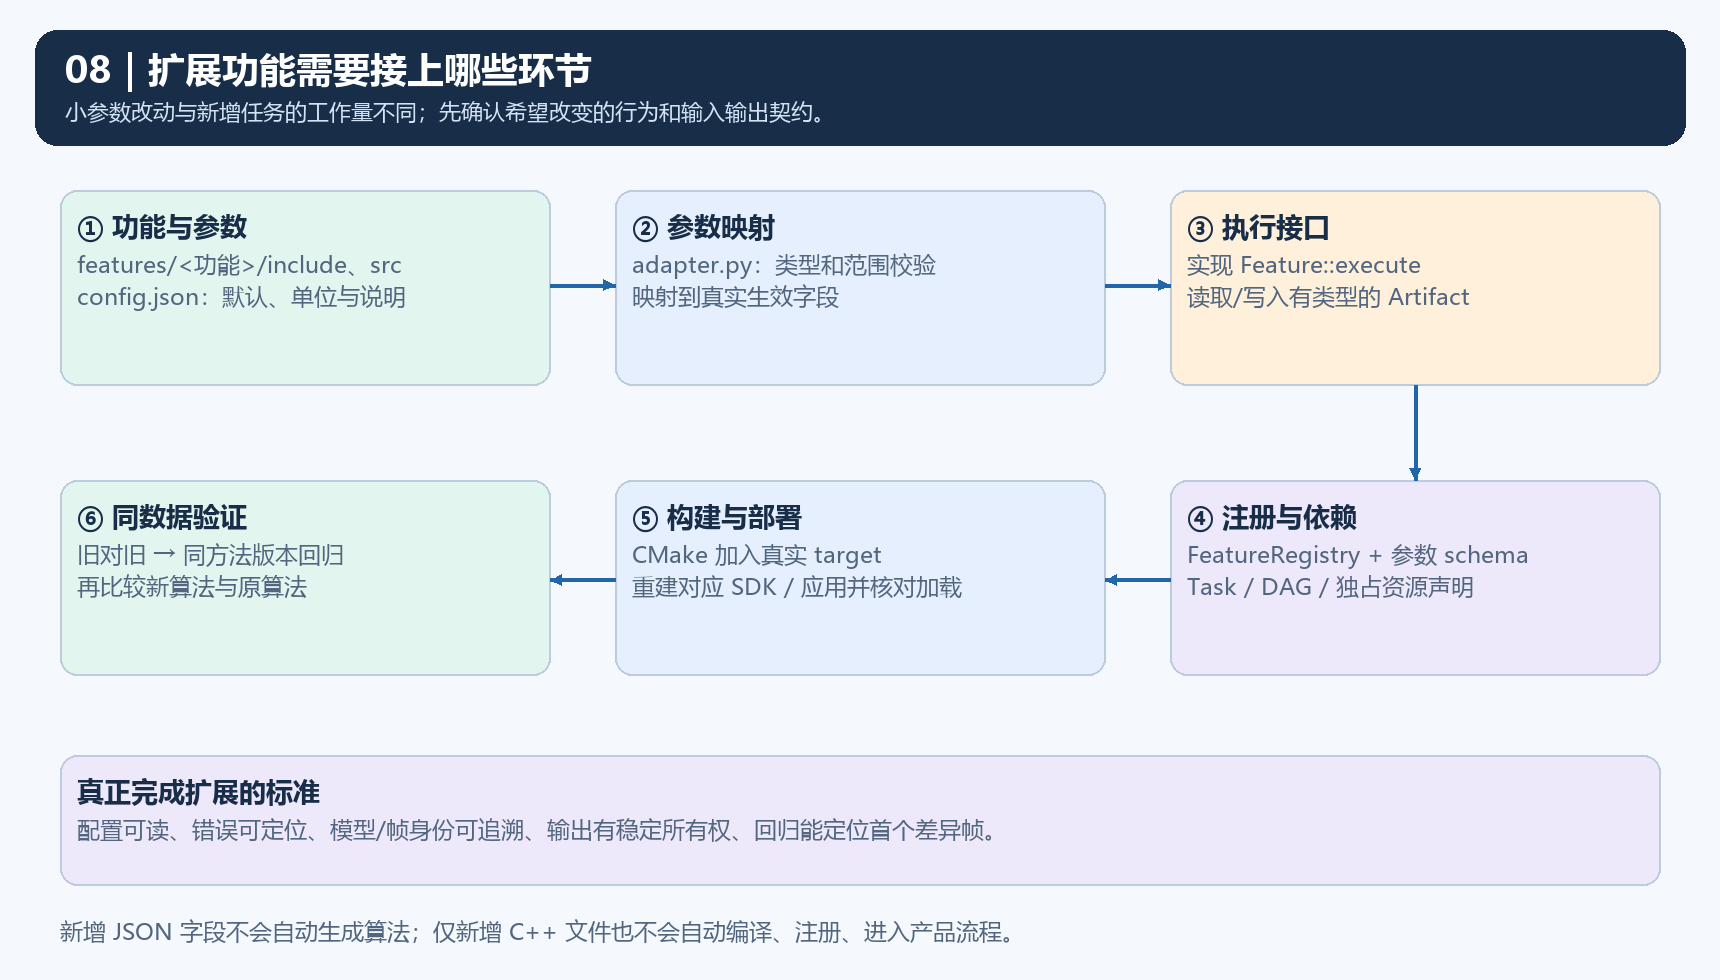 08 | 扩展功能需要接上哪些环节
小参数改动与新增任务的工作量不同；先确认希望改变的行为和输入输出契约。
① 功能与参数
features/<功能>/include、src
config.json：默认、单位与说明
② 参数映射
adapter.py：类型和范围校验
映射到真实生效字段
③ 执行接口
实现 Feature::execute
读取/写入有类型的 Artifact
⑥ 同数据验证
旧对旧 → 同方法版本回归
再比较新算法与原算法
⑤ 构建与部署
CMake 加入真实 target
重建对应 SDK / 应用并核对加载
④ 注册与依赖
FeatureRegistry + 参数 schema
Task / DAG / 独占资源声明
真正完成扩展的标准
配置可读、错误可定位、模型/帧身份可追溯、输出有稳定所有权、回归能定位首个差异帧。
新增 JSON 字段不会自动生成算法；仅新增 C++ 文件也不会自动编译、注册、进入产品流程。